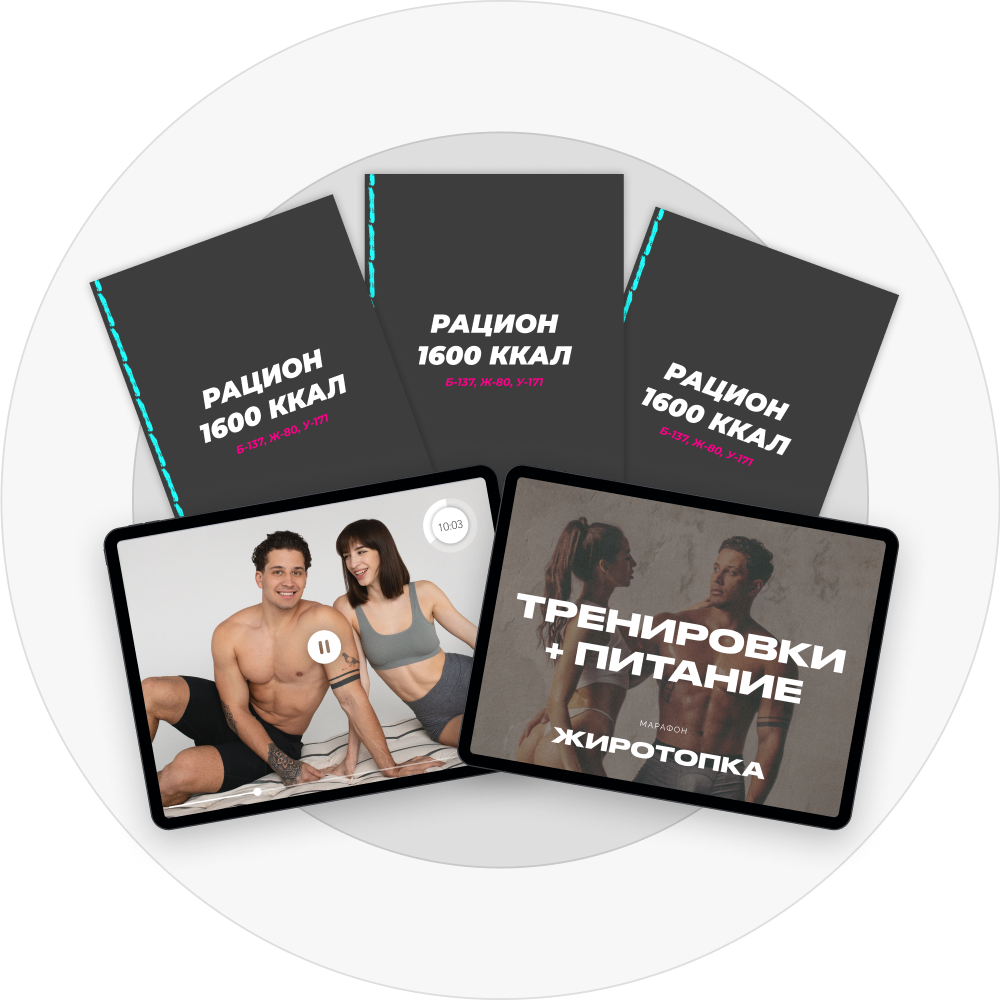 РАЦИОН
1600 ККАЛ
Б-137, Ж-80, У-171
РАЦИОН
1600 ККАЛ
Б-137, Ж-80, У-171
РАЦИОН
1600 ККАЛ
Б-137, Ж-80, У-171
10:03
ТРЕНИРОВКИ
+ ПИТАНИЕ
МАРАФОН
ЖИРОТОПКА